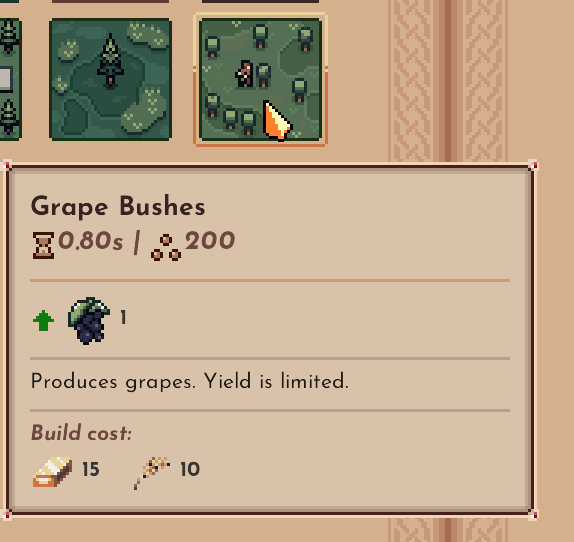 Grape Bushes
0.80s | 200
1
Produces grapes. Yield is limited.
Build cost:
15 10